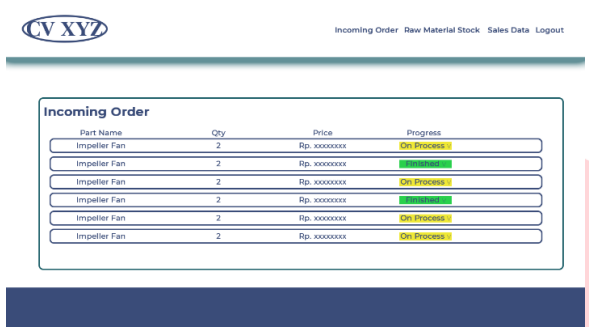 CV XYZ
Incoming Order Raw Material Stock Sales Data Logout
Incoming Order
Part Name Qty Price Progress
Impeller Fan 2 Rp. xxxxxxxx On Process v
Impeller Fan 2 Rp. xxxxxxxx Finished v
Impeller Fan 2 Rp. xxxxxxxx On Process v
Impeller Fan 2 Rp. xxxxxxxx Finished v
Impeller Fan 2 Rp. xxxxxxxx On Process v
Impeller Fan 2 Rp. xxxxxxxx On Process v